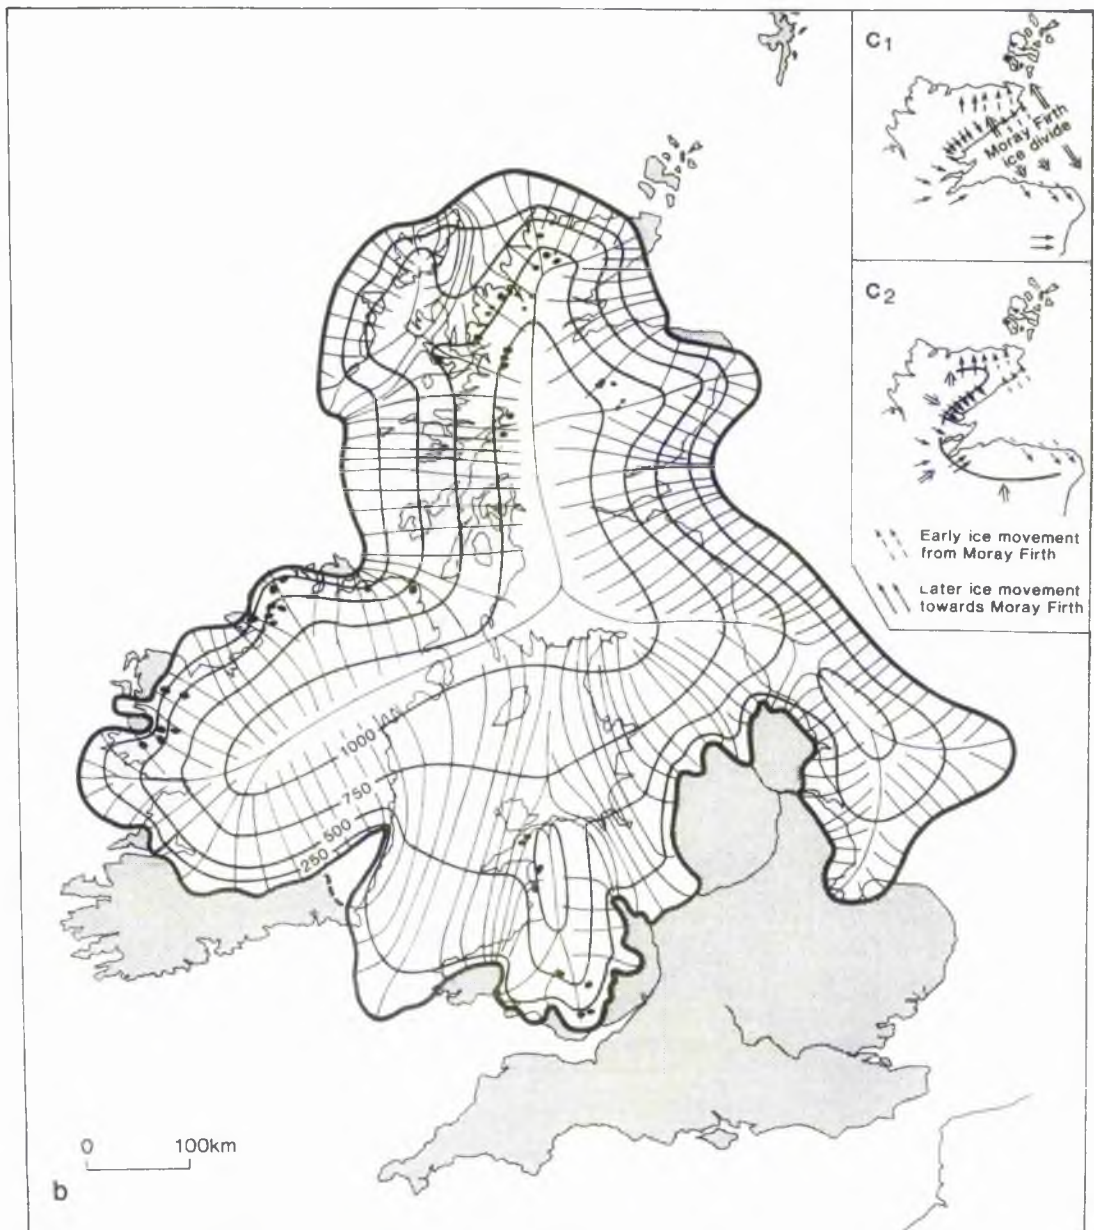 C1
Moray Firth
ice divide
C2
Early ice movement
from Moray Firth
Later ice movement
towards Moray Firth
1000
750
500
250
0 100km
b